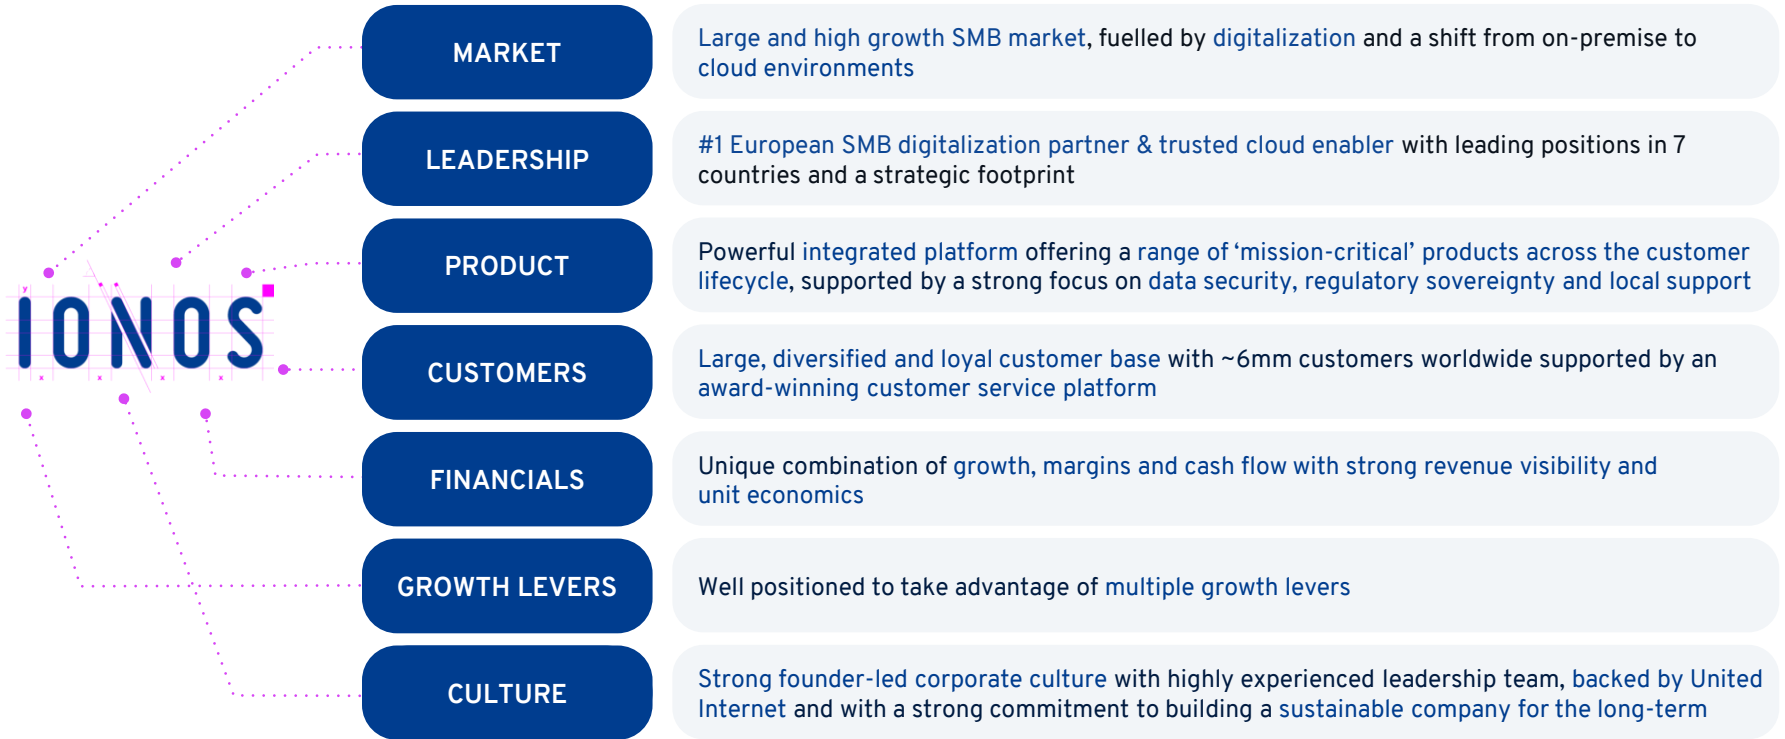 MARKET
Large and high growth SMB market, fuelled by digitalization and a shift from on-premise to
cloud environments
LEADERSHIP
#1 European SMB digitalization partner & trusted cloud enabler with leading positions in 7
countries and a strategic footprint
PRODUCT
Powerful integrated platform offering a range of ‘mission-critical’ products across the customer
lifecycle, supported by a strong focus on data security, regulatory sovereignty and local support
y
IONOS
x x x x
CUSTOMERS
Large, diversified and loyal customer base with ~6mm customers worldwide supported by an
award-winning customer service platform
FINANCIALS
Unique combination of growth, margins and cash flow with strong revenue visibility and
unit economics
GROWTH LEVERS
Well positioned to take advantage of multiple growth levers
CULTURE
Strong founder-led corporate culture with highly experienced leadership team, backed by United
Internet and with a strong commitment to building a sustainable company for the long-term